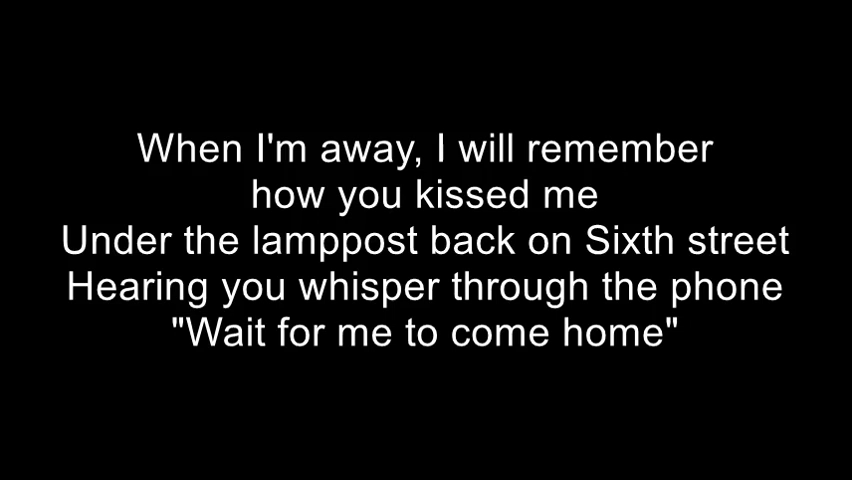 When I'm away, I will remember
how you kissed me
Under the lamppost back on Sixth street
Hearing you whisper through the phone
"Wait for me to come home"